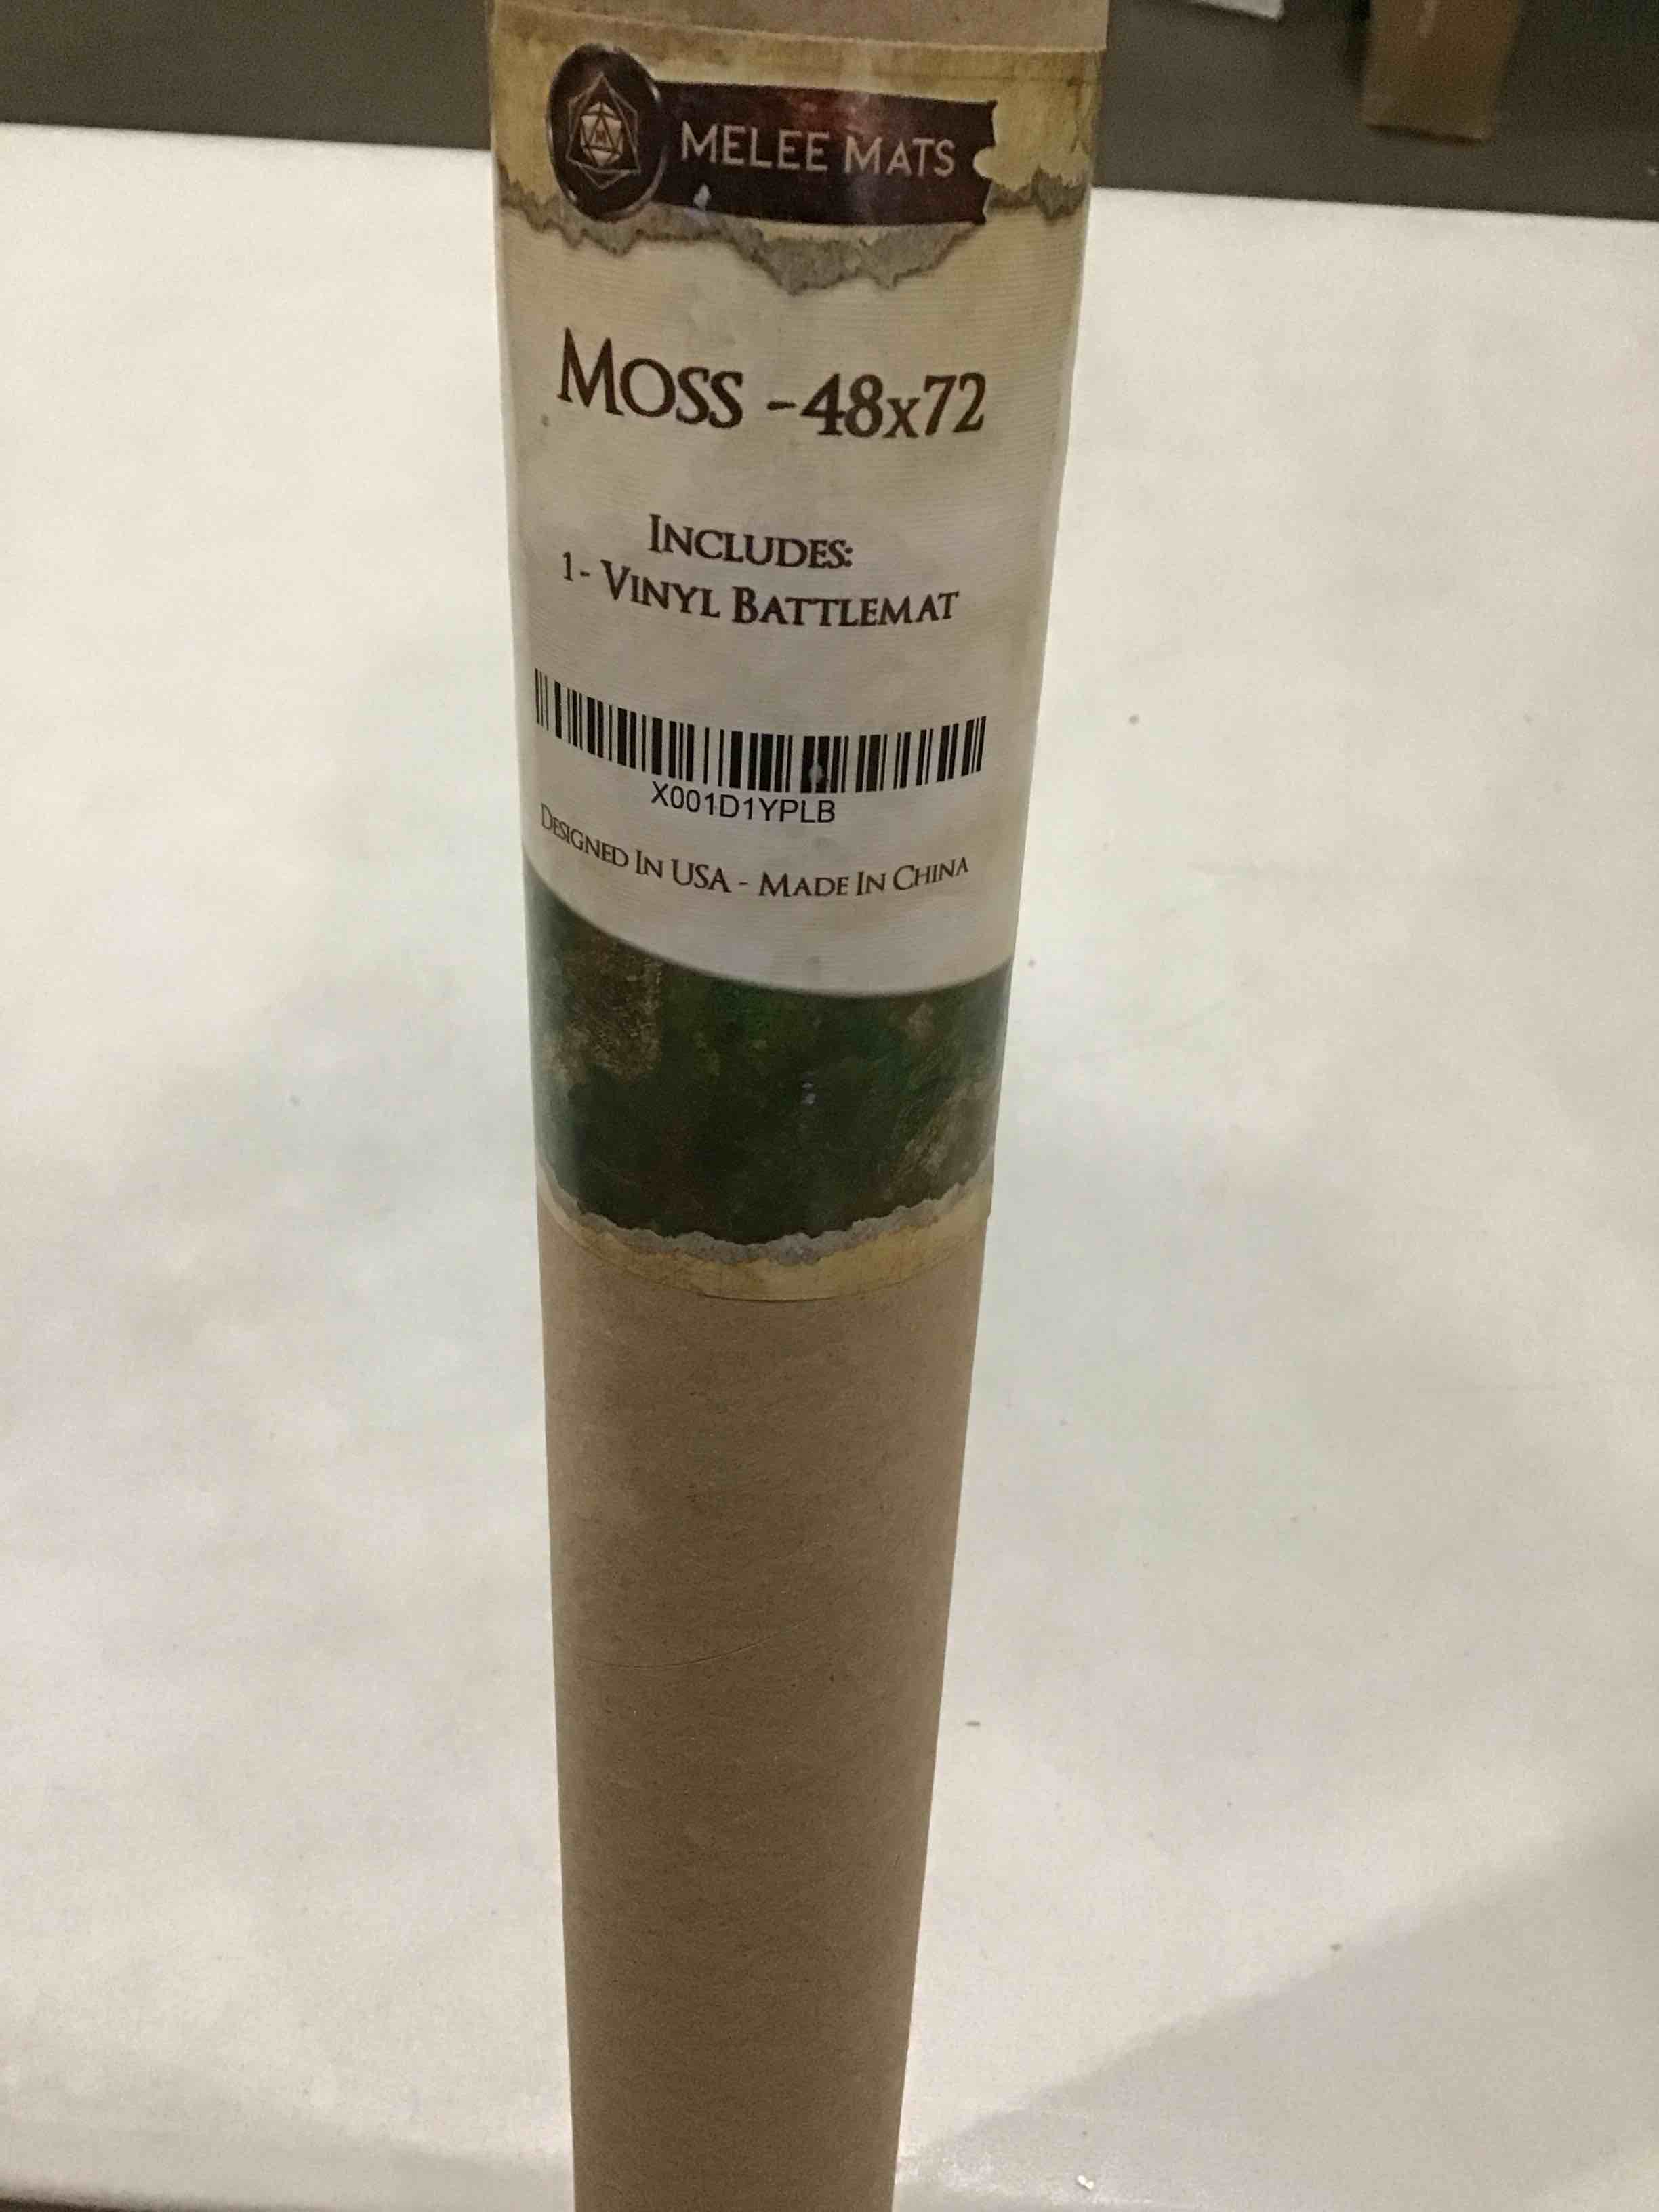 MELEE MATS
MOSS -48x72
INCLUDES:
1- VINYL BATTLEMAT
X001D1YPLB
DESIGNED IN USA - MADE IN CHINA